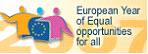 European Year
of Equal
opportunities
for all